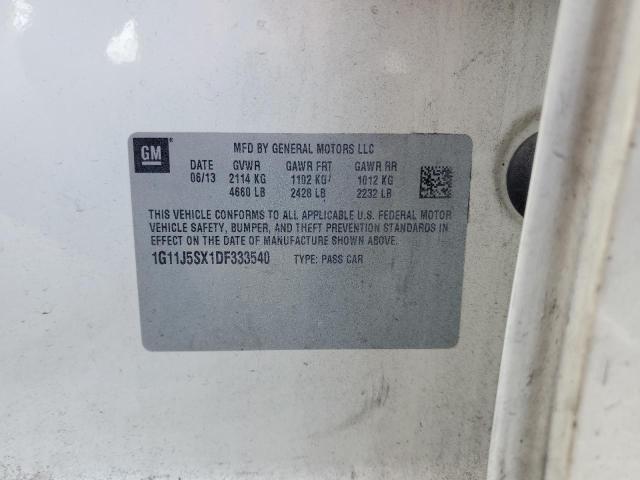 GM
MFD BY GENERAL MOTORS LLC
DATE GVWR GAWR FRT GAWR RR
06/13 2114 KG 1102 KG 1012 KG
4660 LB 2428 LB 2232 LB
THIS VEHICLE CONFORMS TO ALL APPLICABLE U.S. FEDERAL MOTOR
VEHICLE SAFETY, BUMPER, AND THEFT PREVENTION STANDARDS
IN EFFECT ON THE DATE OF MANUFACTURE SHOWN ABOVE.
1G11J5SX1DF333540 TYPE: PASS CAR